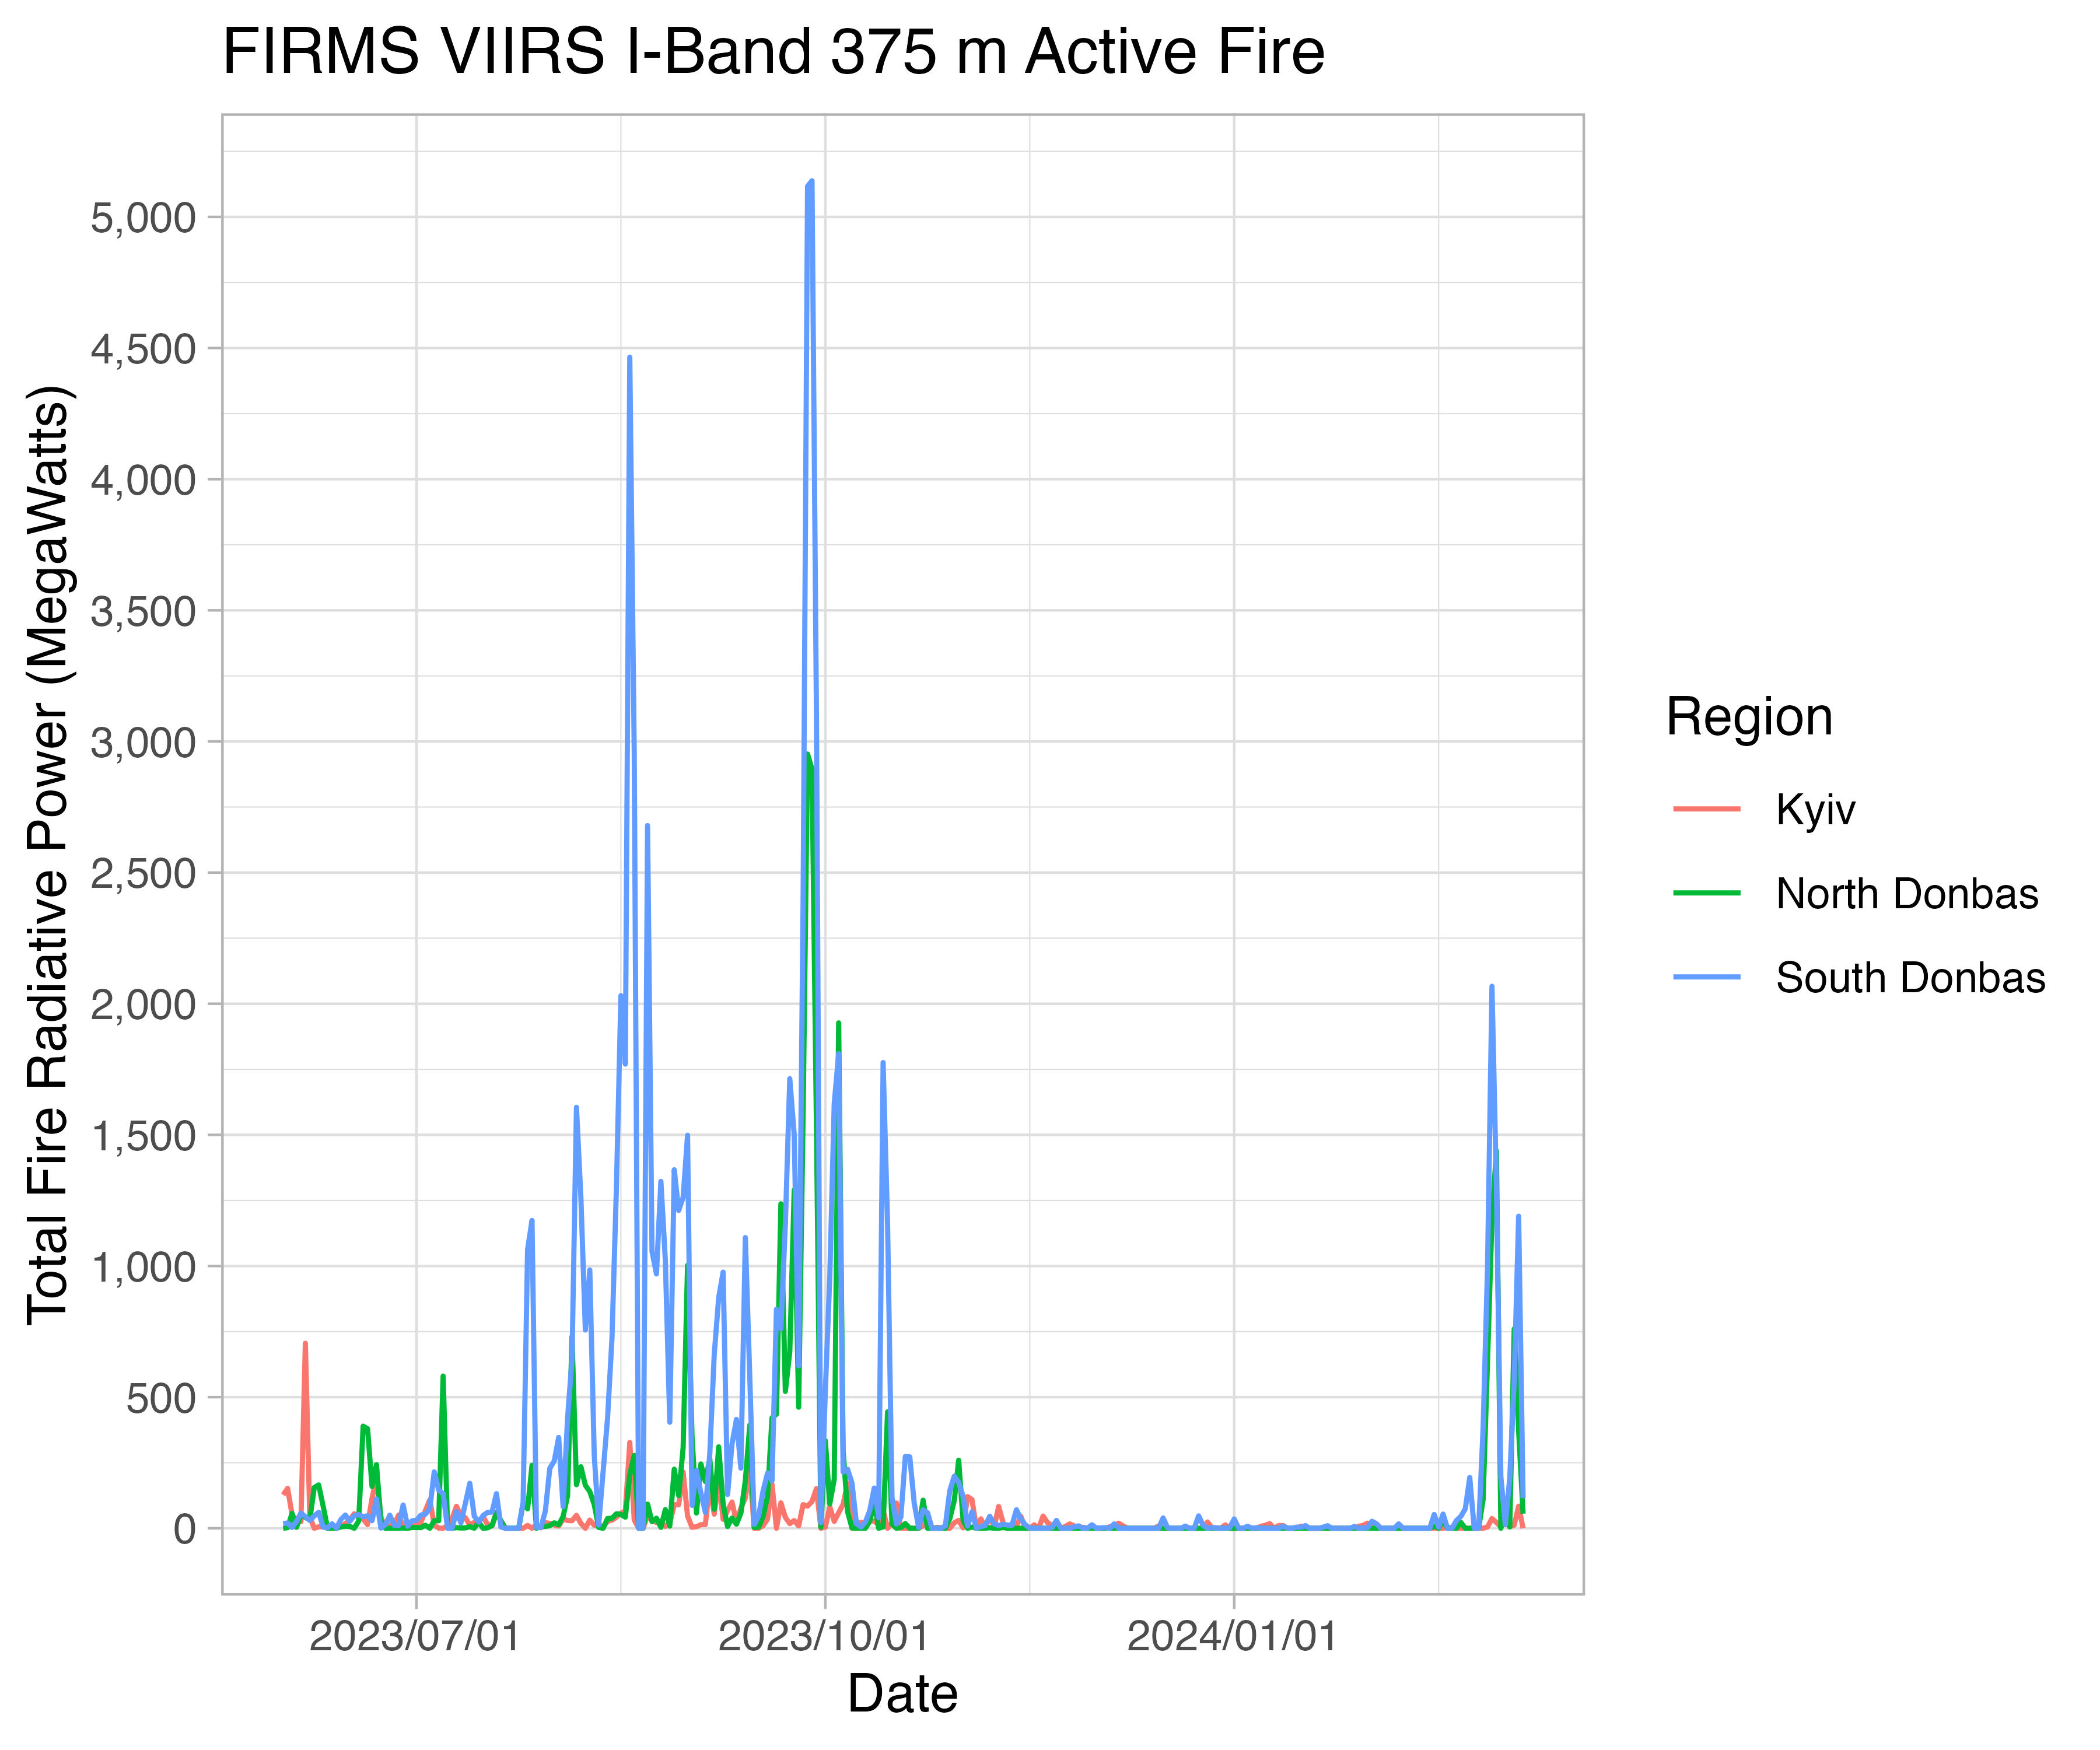 FIRMS VIIRS I-Band 375 m Active Fire
Total Fire Radiative Power (MegaWatts)
5,000
4,500
4,000
3,500
3,000
2,500
2,000
1,500
1,000
500
0
2023/07/01
2023/10/01
2024/01/01
Date
Region
Kyiv
North Donbas
South Donbas